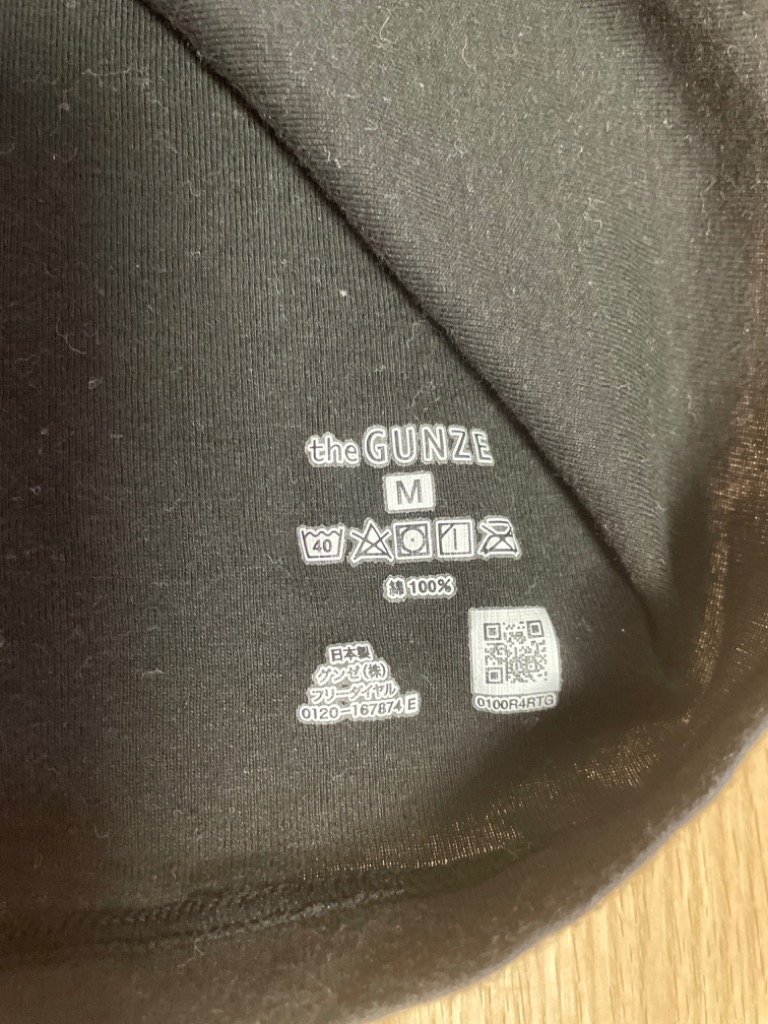 the GUNZE
M
40
綿 100%
日本製
グンゼ(株)
フリーダイヤル
0120-167874 E
0100R4RTG